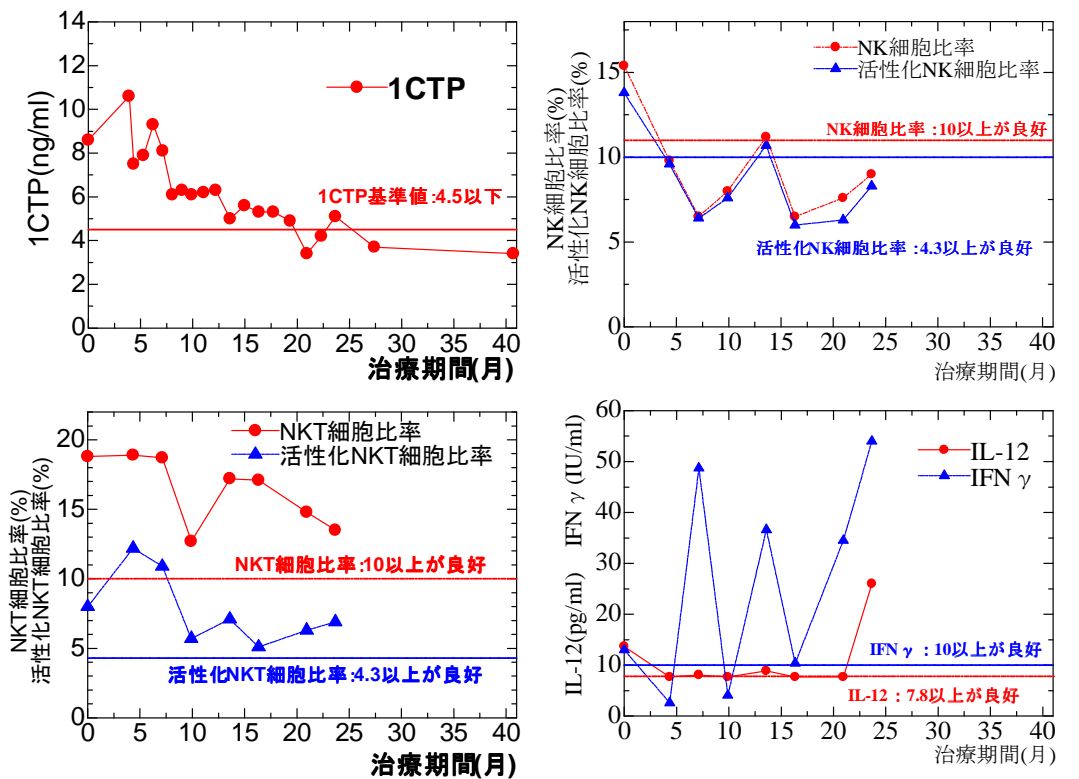 14
12
10
8
6
4
2
0
1CTP(ng/ml)
1CTP
1CTP基準値:4.5以下
0 5 10 15 20 25 30 35 40
治療期間(月)
15
10
5
0
NK細胞比率(%)
活性化NK細胞比率(%)
NK細胞比率
活性化NK細胞比率
NK細胞比率:10以上が良好
活性化NK細胞比率:4.3以上が良好
0 5 10 15 20 25 30 35 40
治療期間(月)
20
15
10
5
0
NKT細胞比率(%)
活性化NKT細胞比率(%)
NKT細胞比率
活性化NKT細胞比率
NKT細胞比率:10以上が良好
活性化NKT細胞比率:4.3以上が良好
0 5 10 15 20 25 30 35 40
治療期間(月)
60
50
40
30
20
10
0
IL-12(pg/ml) IFN γ (IU/ml)
IL-12
IFN γ
IFN γ : 10以上が良好
IL-12 : 7.8以上が良好
0 5 10 15 20 25 30 35 40
治療期間(月)